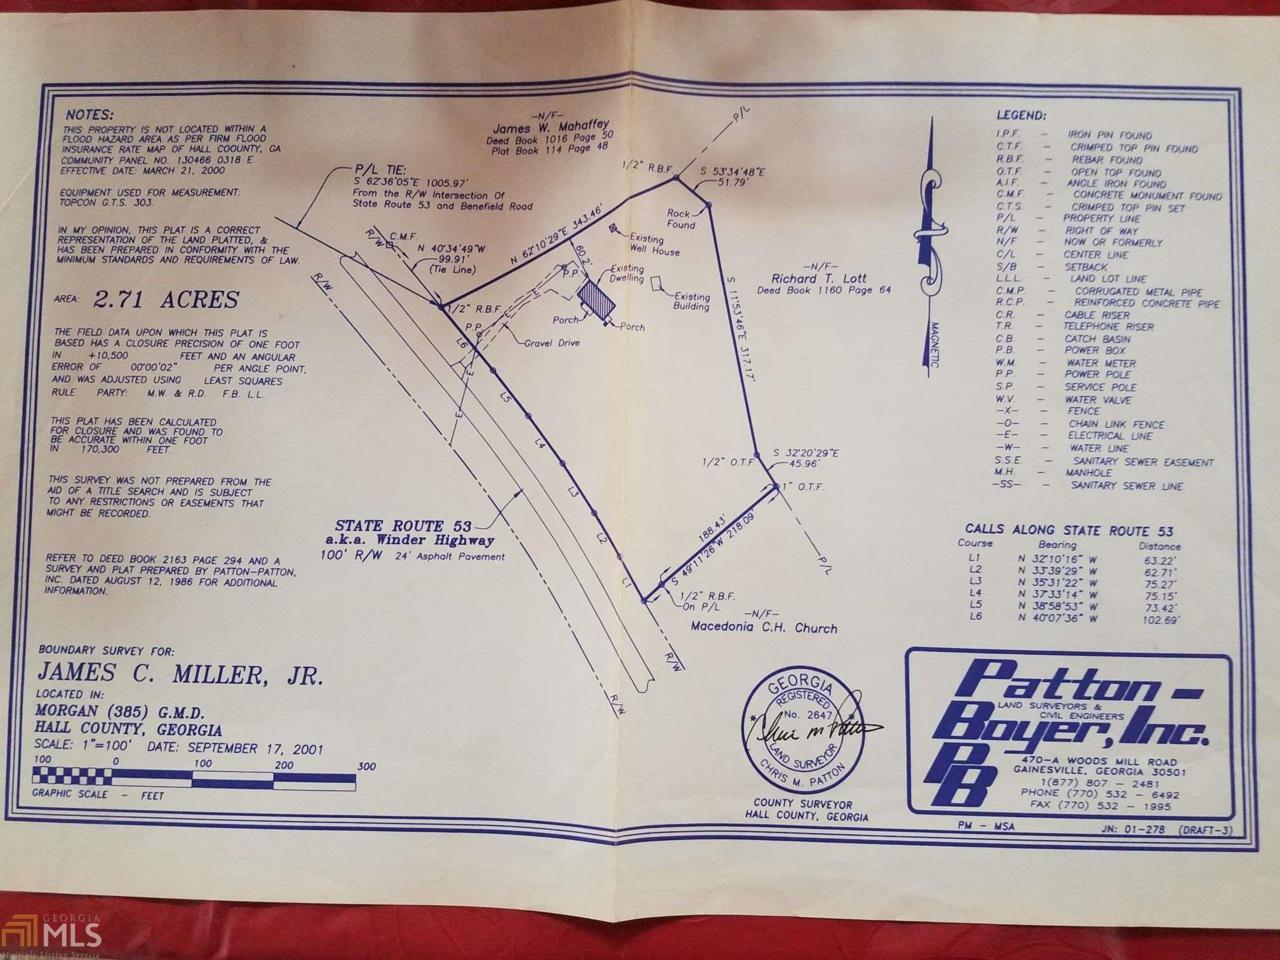 NOTES:
THIS PROPERTY IS NOT LOCATED WITHIN A
FLOOD HAZARD AREA AS PER FIRM FLOOD
INSURANCE RATE MAP OF HALL COOUNTY, GA
COMMUNITY PANEL NO. 130466 0318 E
EFFECTIVE DATE: MARCH 21, 2000
EQUIPMENT USED FOR MEASUREMENT:
TOPCON G.T.S. 303.
IN MY OPINION, THIS PLAT IS A CORRECT
REPRESENTATION OF THE LAND PLATTED, &
HAS BEEN PREPARED IN CONFORMITY WITH THE
MINIMUM STANDARDS AND REQUIREMENTS OF LAW.
AREA: 2.71 ACRES
THE FIELD DATA UPON WHICH THIS PLAT IS
BASED HAS A CLOSURE PRECISION OF ONE FOOT
IN +10,500 FEET AND AN ANGULAR
ERROR OF 00'00'02" PER ANGLE POINT,
AND WAS ADJUSTED USING LEAST SQUARES
RULE. PARTY: M.W. & R.D. F.B. L.L.
THIS PLAT HAS BEEN CALCULATED
FOR CLOSURE AND WAS FOUND TO
BE ACCURATE WITHIN ONE FOOT
IN 170,300 FEET.
THIS SURVEY WAS NOT PREPARED FROM THE
AID OF A TITLE SEARCH AND IS SUBJECT
TO ANY RESTRICTIONS OR EASEMENTS THAT
MIGHT BE RECORDED.
REFER TO DEED BOOK 2163 PAGE 294 AND A
SURVEY AND PLAT PREPARED BY PATTON-PATTON,
INC. DATED AUGUST 12, 1986 FOR ADDITIONAL
INFORMATION.
BOUNDARY SURVEY FOR:
JAMES C. MILLER, JR.
LOCATED IN:
MORGAN (385) G.M.D.
HALL COUNTY, GEORGIA
SCALE: 1"=100' DATE: SEPTEMBER 17, 2001
100 0 100 200 300
GRAPHIC SCALE - FEET
P/L TIE:
S 62°36'05"E 1005.97'
From the R/W Intersection Of
State Route 53 and Benefield Road
-N/F-
James W. Mahaffey
Deed Book 1016 Page 50
Plat Book 114 Page 48
P/L
1/2" R.B.F.
S 53°34'48"E
51.79'
Rock
Found
R/W
C.M.F.
N 40°34'49"W
99.91'
(Tie Line)
N 62°10'29"E 343.46'
60.2'
Existing
Well House
Existing
Dwelling
Existing
Building
P.P.
Porch
Porch
1/2" R.B.F.
P.P.
Gravel Drive
E
E
-N/F-
Richard T. Lott
Deed Book 1160 Page 64
S 11°53'46"E 317.17'
R/W
L6
L5
L4
L3
L2
L1
1/2" O.T.F.
S 32°20'29"E
45.96'
1" O.T.F.
188.43'
S 49°11'26"W 218.09'
P/L
STATE ROUTE 53
a.k.a. Winder Highway
100' R/W 24' Asphalt Pavement
1/2" R.B.F.
On P/L
-N/F-
Macedonia C.H. Church
R/W
R/W
MAGNETIC
LEGEND:
I.P.F. - IRON PIN FOUND
C.T.F. - CRIMPED TOP PIN FOUND
R.B.F. - REBAR FOUND
O.T.F. - OPEN TOP FOUND
A.I.F. - ANGLE IRON FOUND
C.M.F. - CONCRETE MONUMENT FOUND
C.T.S. - CRIMPED TOP PIN SET
P/L - PROPERTY LINE
R/W - RIGHT OF WAY
N/F - NOW OR FORMERLY
C/L - CENTER LINE
S/B - SETBACK
L.L.L. - LAND LOT LINE
C.M.P. - CORRUGATED METAL PIPE
R.C.P. - REINFORCED CONCRETE PIPE
C.R. - CABLE RISER
T.R. - TELEPHONE RISER
C.B. - CATCH BASIN
P.B. - POWER BOX
W.M. - WATER METER
P.P. - POWER POLE
S.P. - SERVICE POLE
W.V. - WATER VALVE
-X- - FENCE
-O- - CHAIN LINK FENCE
-E- - ELECTRICAL LINE
-W- - WATER LINE
S.S.E. - SANITARY SEWER EASEMENT
M.H. - MANHOLE
-SS- - SANITARY SEWER LINE
CALLS ALONG STATE ROUTE 53
Course Bearing Distance
L1 N 32°10'16" W 63.22'
L2 N 33°39'29" W 62.71'
L3 N 35°31'22" W 75.27'
L4 N 37°33'14" W 75.15'
L5 N 38°58'53" W 73.42'
L6 N 40°07'36" W 102.69'
GEORGIA
REGISTERED
No. 2647
LAND SURVEYOR
CHRIS M. PATTON
COUNTY SURVEYOR
HALL COUNTY, GEORGIA
Patton-
LAND SURVEYORS &
CIVIL ENGINEERS
Boyer, Inc.
PB
470-A WOODS MILL ROAD
GAINESVILLE, GEORGIA 30501
1(877) 807 - 2481
PHONE (770) 532 - 6492
FAX (770) 532 - 1995
PM - MSA
JN: 01-278 (DRAFT-3)
GEORGIA
MLS